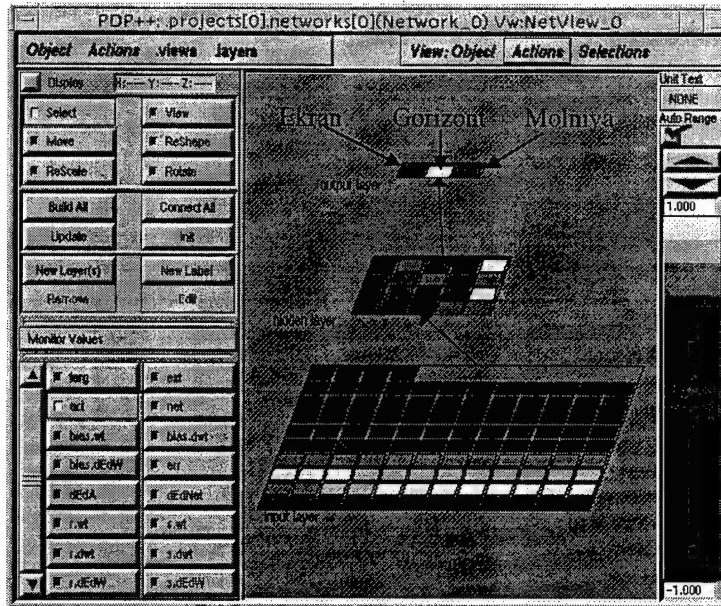 PDP++: projects[0].networks[0](Network_0) Vw:NetView_0
Object Actions .views .layers
View: Object Actions Selections
Display X:--- Y:--- Z:---
Select View
Move ReShape
ReScale Rotate
Build All Connect All
Update Init
New Layer(s) New Label
Remove Edit
Monitor Values
targ ext
act net
bias.wt bias.dwt
bias.dEdW err
dEdA dEdNet
r.wt s.wt
r.dwt s.dwt
r.dEdW s.dEdW
Ekran Gorizont Molniya
output layer
hidden layer
input layer
Unit Text
NONE
Auto Range
1.000
-1.000